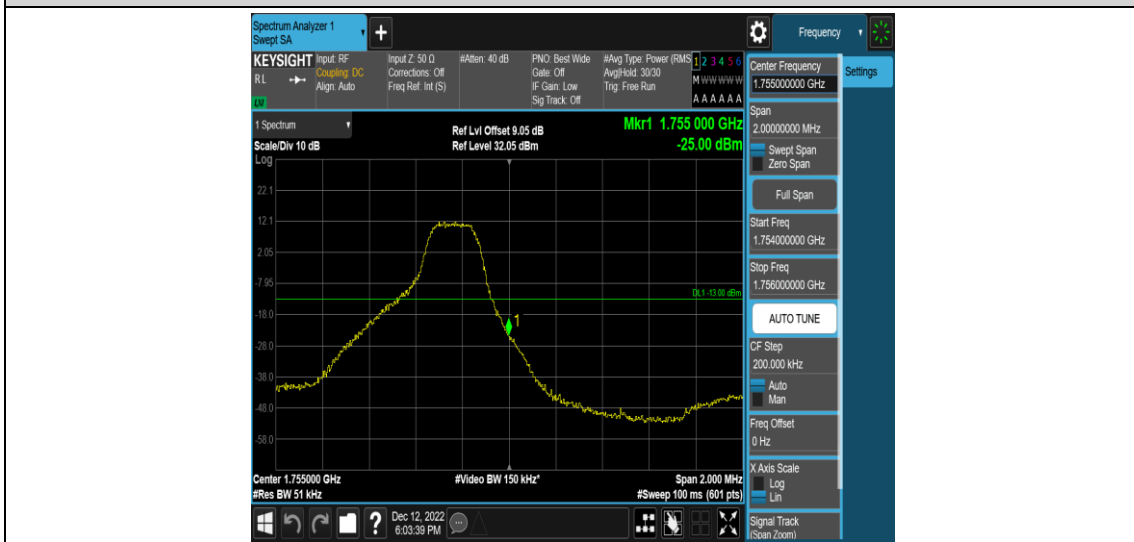 Spectrum Analyzer 1
Swept SA
+
Frequency
KEYSIGHT
RL
Input: RF
Coupling: DC
Align: Auto
Input Z: 50 Ω
Corrections: Off
Freq Ref: Int (S)
#Atten: 40 dB
PNO: Best Wide
Gate: Off
IF Gain: Low
Sig Track: Off
#Avg Type: Power (RMS
Avg|Hold: 30/30
Trig: Free Run
1 2 3 4 5 6
M W W W W W
A A A A A A
1 Spectrum
Scale/Div 10 dB
Ref Lvl Offset 9.05 dB
Ref Level 32.05 dBm
Mkr1 1.755 000 GHz
-25.00 dBm
Log
22.1
12.1
2.05
-7.95
-18.0
-28.0
-38.0
-48.0
-58.0
DL1 -13.00 dBm
1
Center 1.755000 GHz
#Res BW 51 kHz
#Video BW 150 kHz*
Span 2.000 MHz
#Sweep 100 ms (601 pts)
Center Frequency
1.755000000 GHz
Settings
Span
2.00000000 MHz
Swept Span
Zero Span
Full Span
Start Freq
1.754000000 GHz
Stop Freq
1.756000000 GHz
AUTO TUNE
CF Step
200.000 kHz
Auto
Man
Freq Offset
0 Hz
X Axis Scale
Log
Lin
Signal Track
(Span Zoom)
?
Dec 12, 2022
6:03:39 PM